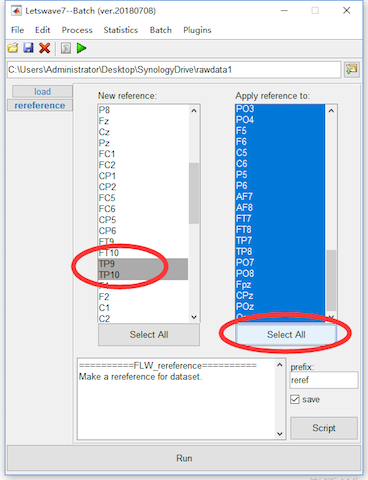 Letswave7--Batch (ver.20180708)
File Edit Process Statistics Batch Plugins
C:\Users\Administrator\Desktop\SynologyDrive\rawdata1
load
rereference
New reference:
P8
Fz
Cz
Pz
FC1
FC2
CP1
CP2
FC5
FC6
CP5
CP6
FT9
FT10
TP9
TP10
F1
F2
C1
C2
Select All
Apply reference to:
PO3
PO4
F5
F6
C5
C6
P5
P6
AF7
AF8
FT7
FT8
TP7
TP8
PO7
PO8
Fpz
CPz
POz
Select All
==========FLW_rereference==========
Make a rereference for dataset.
prefix:
reref
save
Script
Run